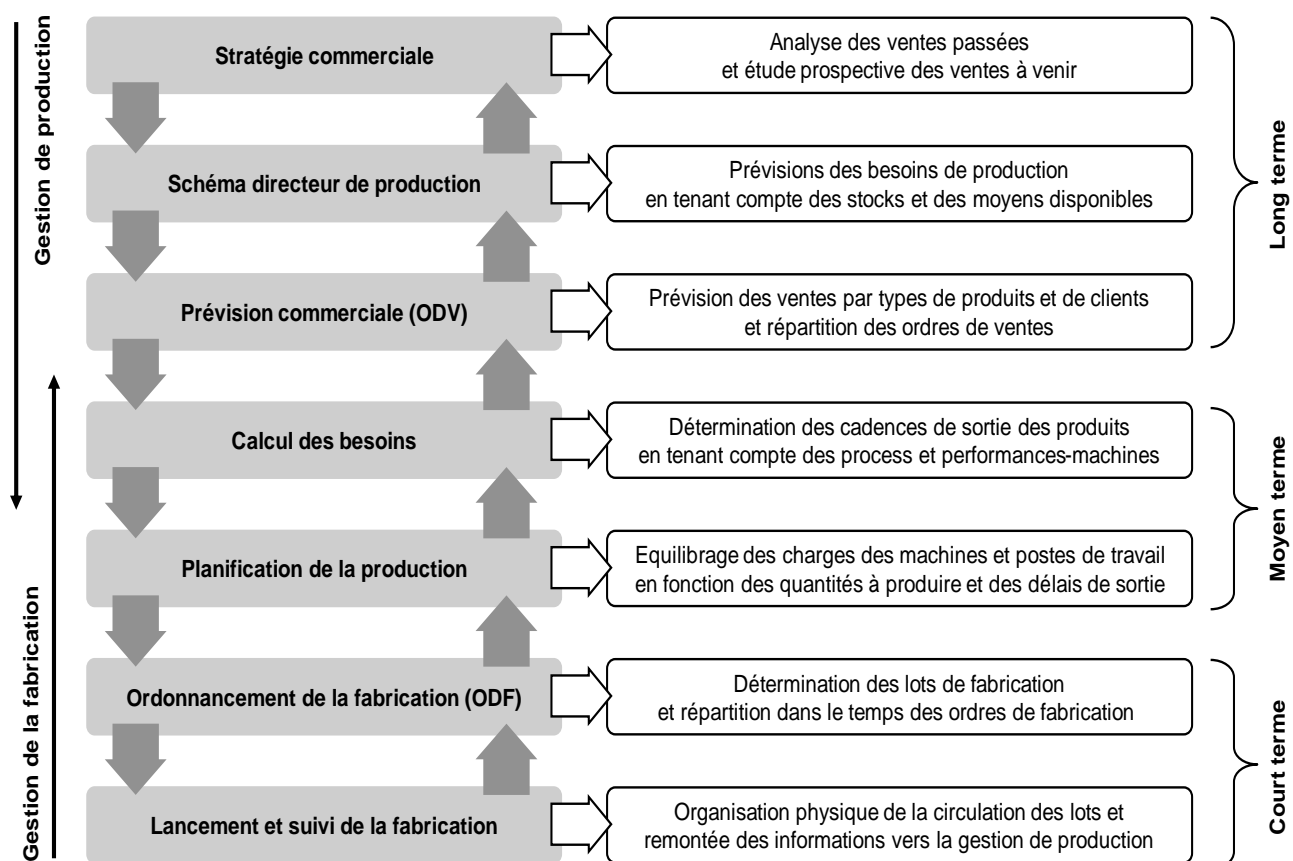 Gestion de production
Gestion de la fabrication
Stratégie commerciale
Analyse des ventes passées
et étude prospective des ventes à venir
Schéma directeur de production
Prévisions des besoins de production
en tenant compte des stocks et des moyens disponibles
Prévision commerciale (ODV)
Prévision des ventes par types de produits et de clients
et répartition des ordres de ventes
Long terme
Calcul des besoins
Détermination des cadences de sortie des produits
en tenant compte des process et performances-machines
Planification de la production
Equilibrage des charges des machines et postes de travail
en fonction des quantités à produire et des délais de sortie
Moyen terme
Ordonnancement de la fabrication (ODF)
Détermination des lots de fabrication
et répartition dans le temps des ordres de fabrication
Lancement et suivi de la fabrication
Organisation physique de la circulation des lots et
remontée des informations vers la gestion de production
Court terme